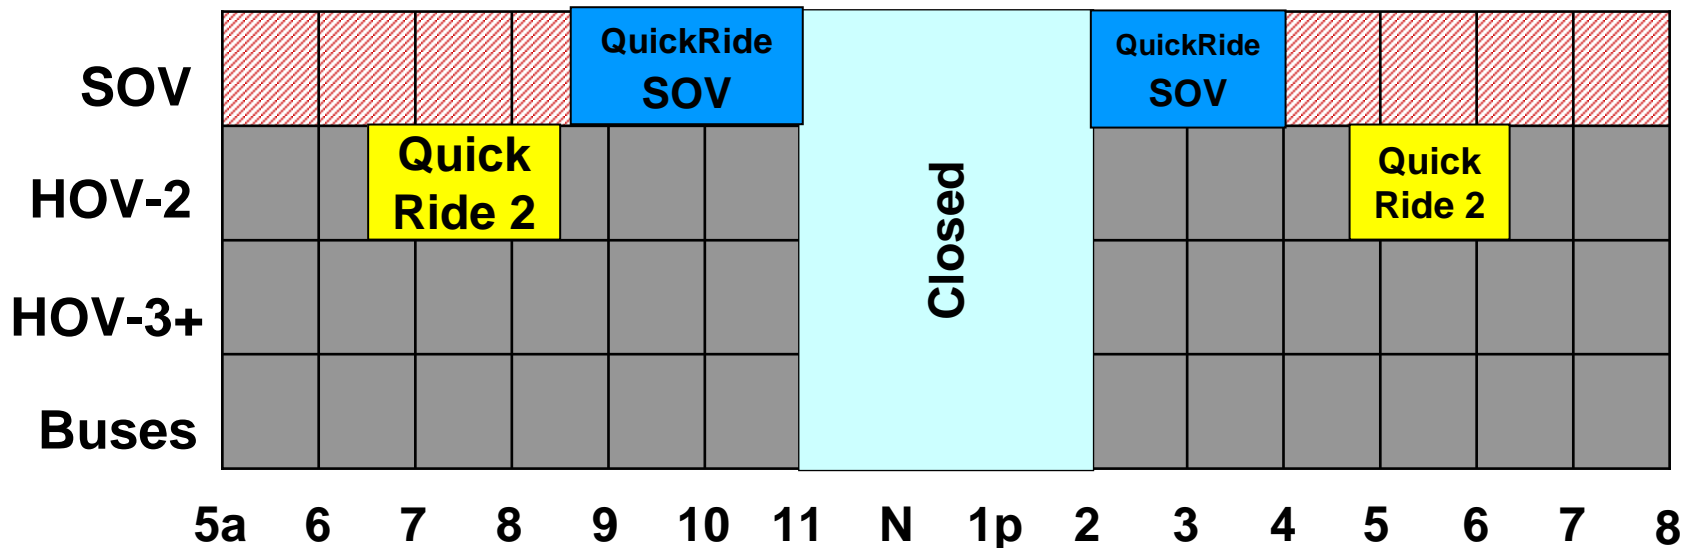 QuickRide
SOV
QuickRide
SOV
SOV
Quick
Ride 2
Quick
Ride 2
HOV-2
Closed
HOV-3+
Buses
5a 6 7 8 9 10 11 N 1p 2 3 4 5 6 7 8